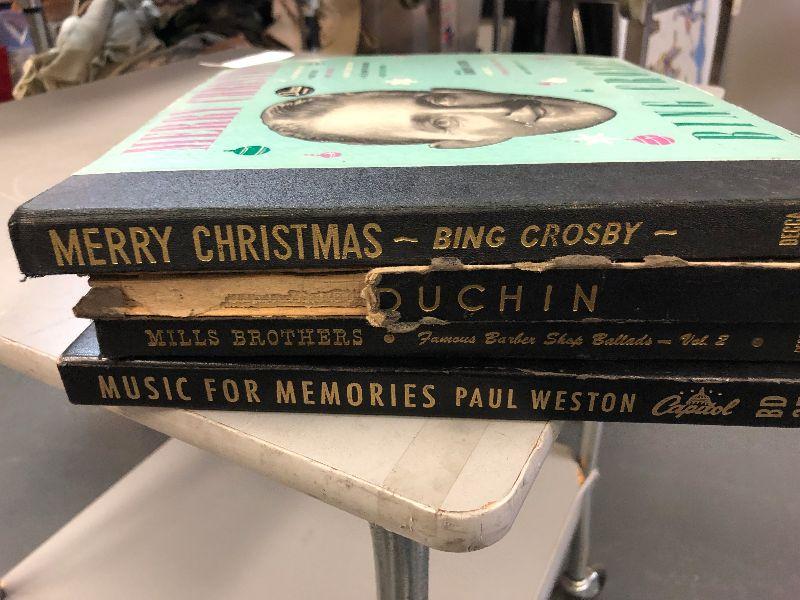 MERRY CHRISTMAS ~ BING CROSBY ~
DECCA
DUCHIN
MILLS BROTHERS • Famous Barber Shop Ballads — Vol. 2 •
MUSIC FOR MEMORIES PAUL WESTON Capitol BD